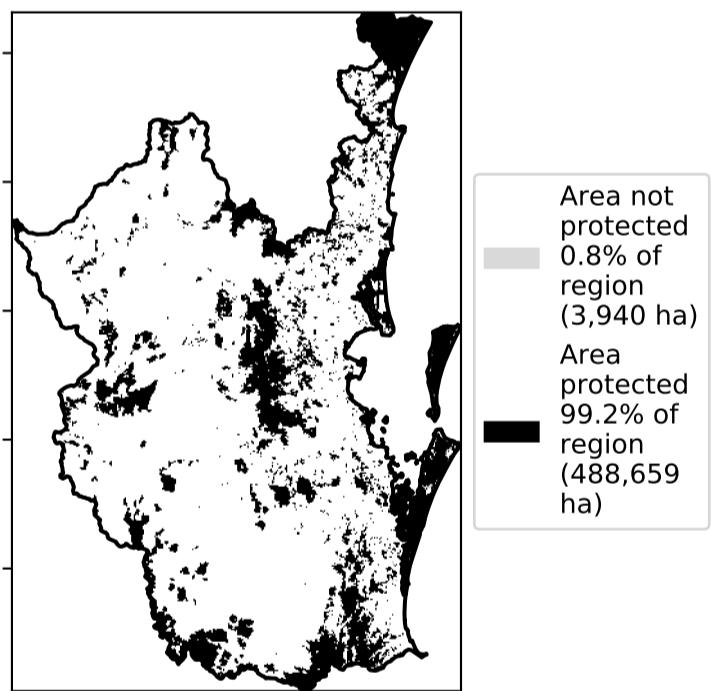 Area not
protected
0.8% of
region
(3,940 ha)
Area
protected
99.2% of
region
(488,659
ha)